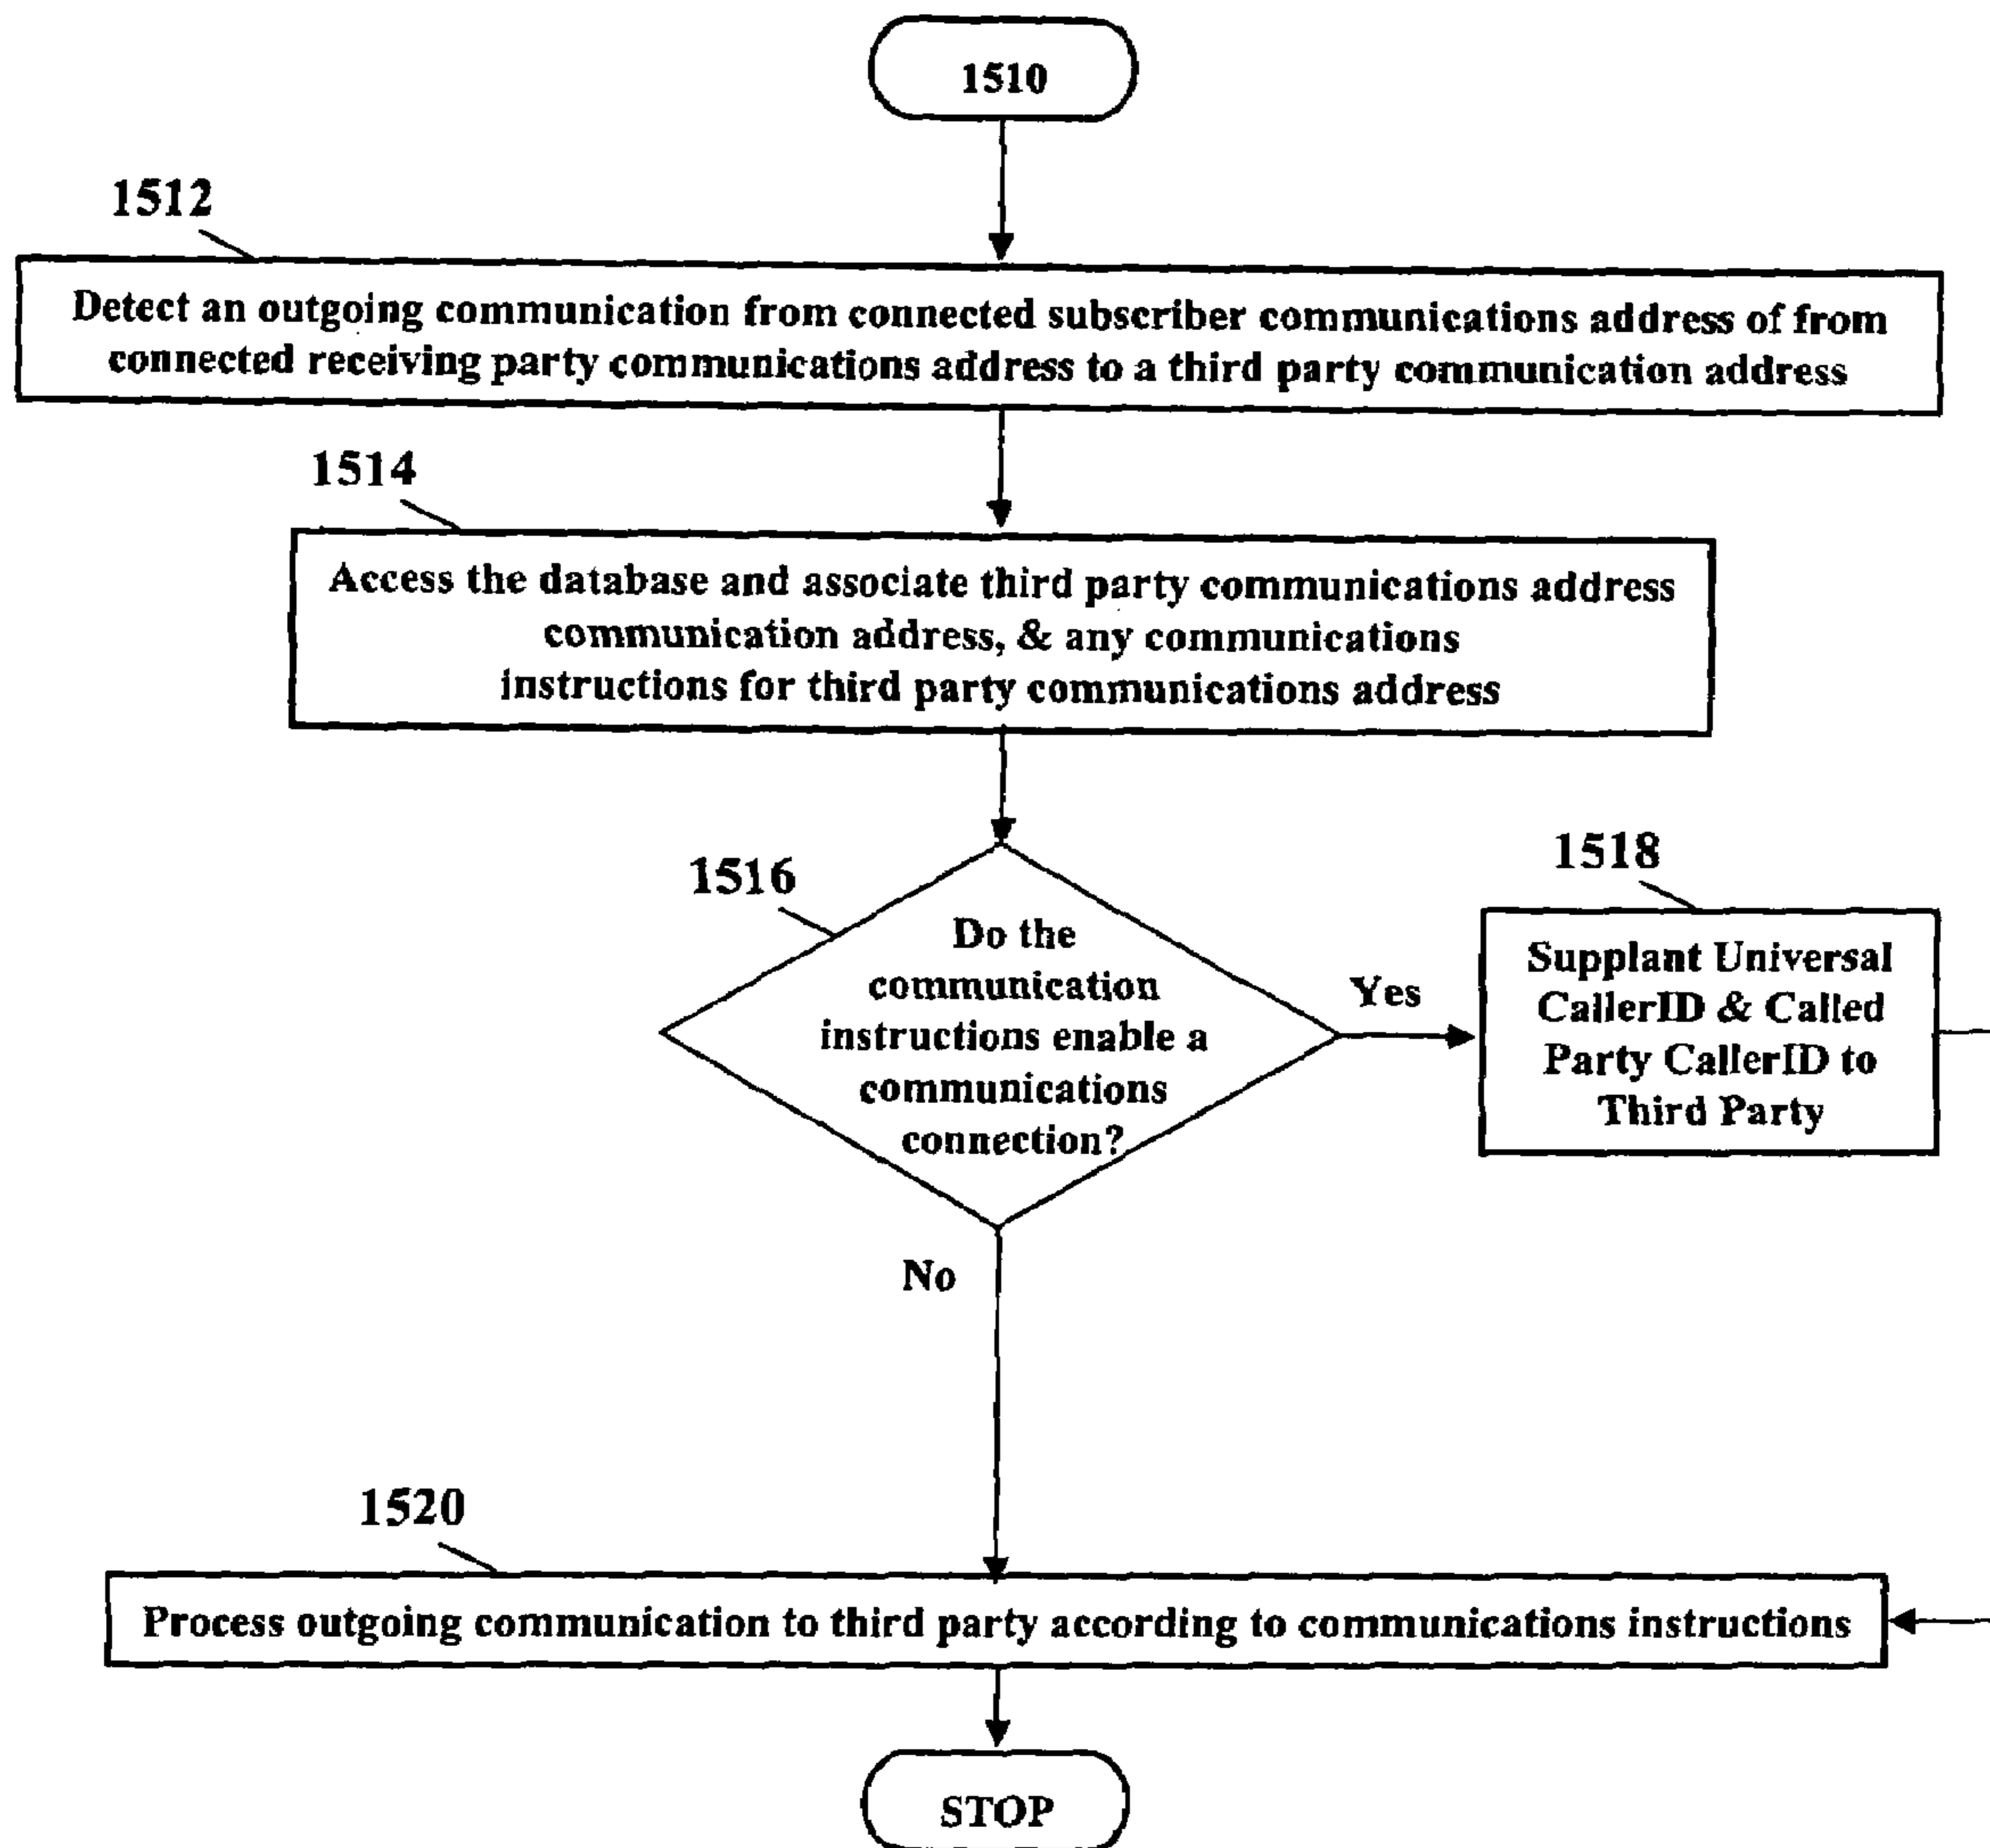 1510
1512
Detect an outgoing communication from connected subscriber communications address of from
connected receiving party communications address to a third party communication address
1514
Access the database and associate third party communications address
communication address, & any communications
instructions for third party communications address
1516
Do the
communication
instructions enable a
communications
connection?
Yes
1518
Supplant Universal
CallerID & Called
Party CallerID to
Third Party
No
1520
Process outgoing communication to third party according to communications instructions
STOP